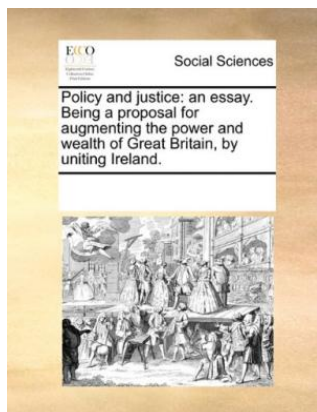 ECCO
Social Sciences
Policy and justice: an essay.
Being a proposal for
augmenting the power and
wealth of Great Britain, by
uniting Ireland.